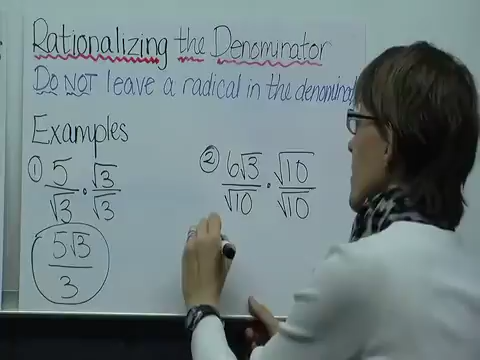 Rationalizing the Denominator
DO NOT leave a radical in the denominat
Examples
① 5/√3 · √3/√3
5√3/3
② 6√3/√10 · √10/√10